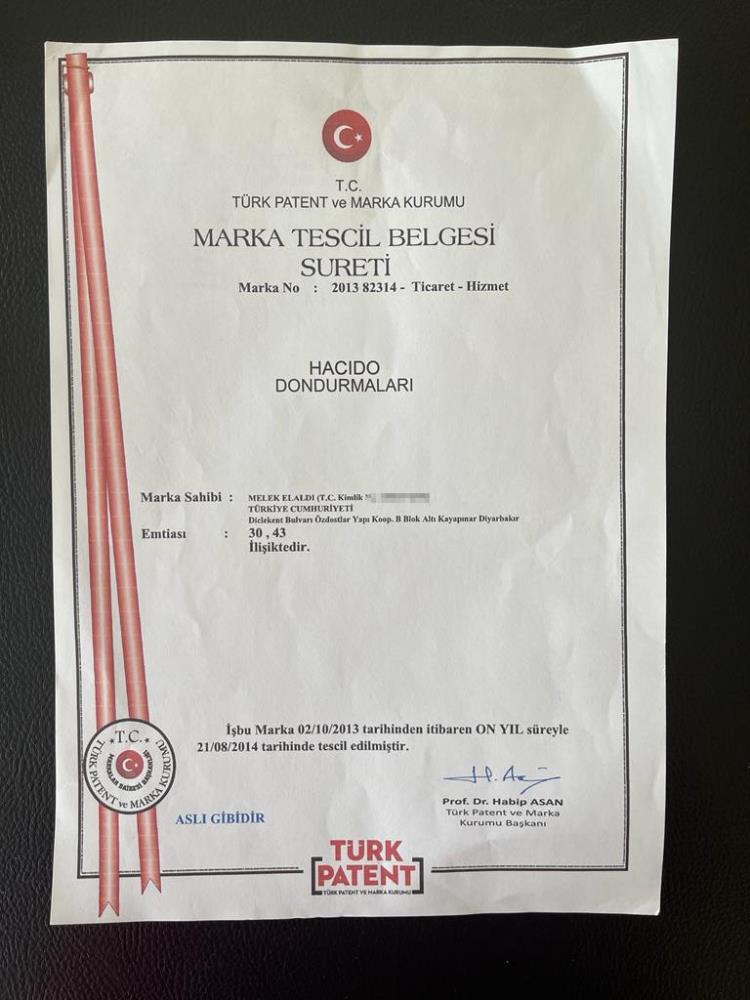 T.C.
TÜRK PATENT ve MARKA KURUMU
MARKA TESCİL BELGESİ
SURETİ
Marka No : 2013 82314 - Ticaret - Hizmet
HACIDO
DONDURMALARI
Marka Sahibi : MELEK ELALDI (T.C. Kimlik
TÜRKİYE CUMHURİYETİ
Diclekent Bulvarı Özdostlar Yapı Koop. B Blok Altı Kayapınar Diyarbakır
Emtiası : 30 , 43
İlişiktedir.
İşbu Marka 02/10/2013 tarihinden itibaren ON YIL süreyle
21/08/2014 tarihinde tescil edilmiştir.
Prof. Dr. Habip ASAN
Türk Patent ve Marka
Kurumu Başkanı
T.C.
TÜRK PATENT ve MARKA KURUMU
MARKALAR DAİRESİ BAŞKANLIĞI
ASLI GİBİDİR
TÜRK
PATENT
TÜRK PATENT VE MARKA KURUMU